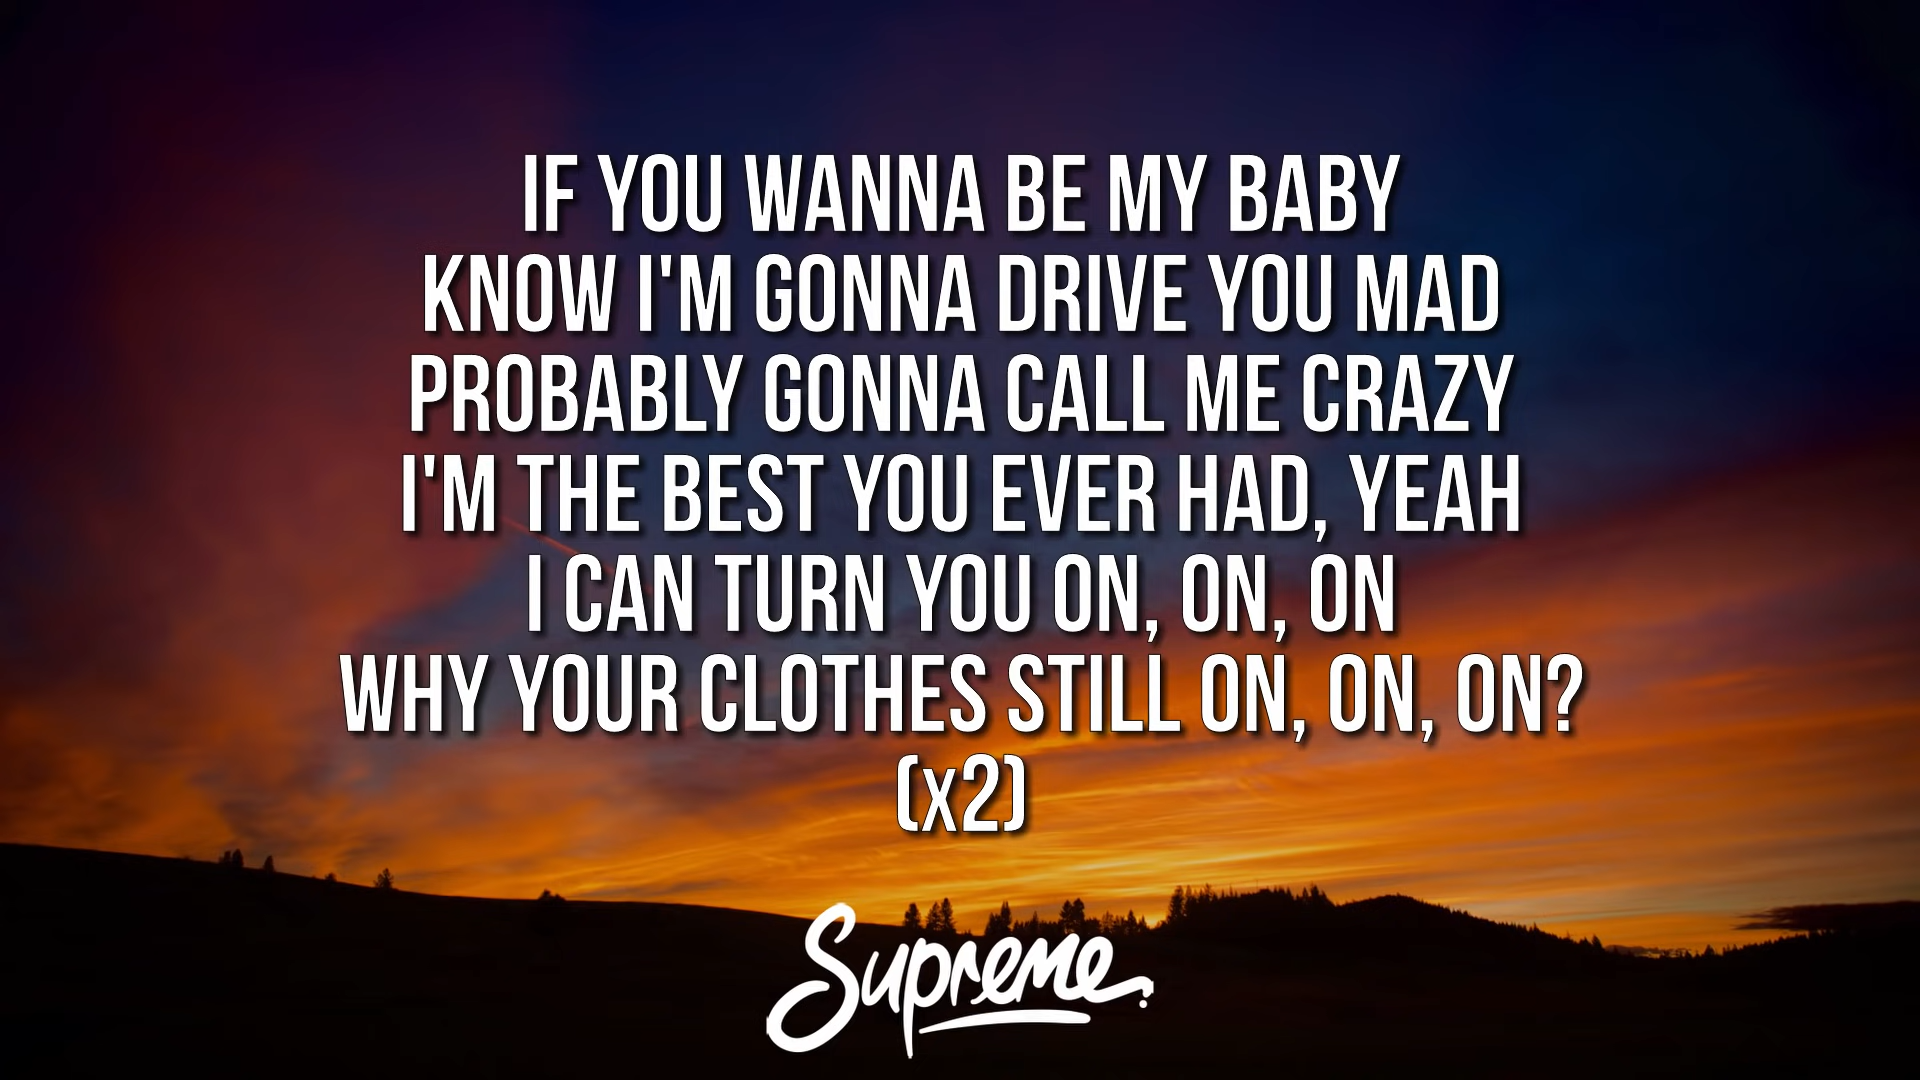 IF YOU WANNA BE MY BABY
KNOW I'M GONNA DRIVE YOU MAD
PROBABLY GONNA CALL ME CRAZY
I'M THE BEST YOU EVER HAD, YEAH
I CAN TURN YOU ON, ON, ON
WHY YOUR CLOTHES STILL ON, ON, ON?
(x2)
Supreme.